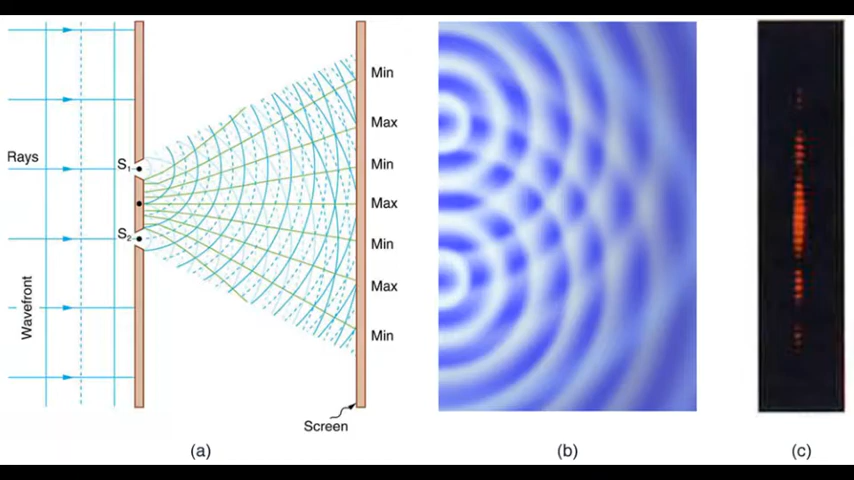 Rays
Wavefront
S1
S2
Min
Max
Min
Max
Min
Max
Min
Screen
(a)
(b)
(c)